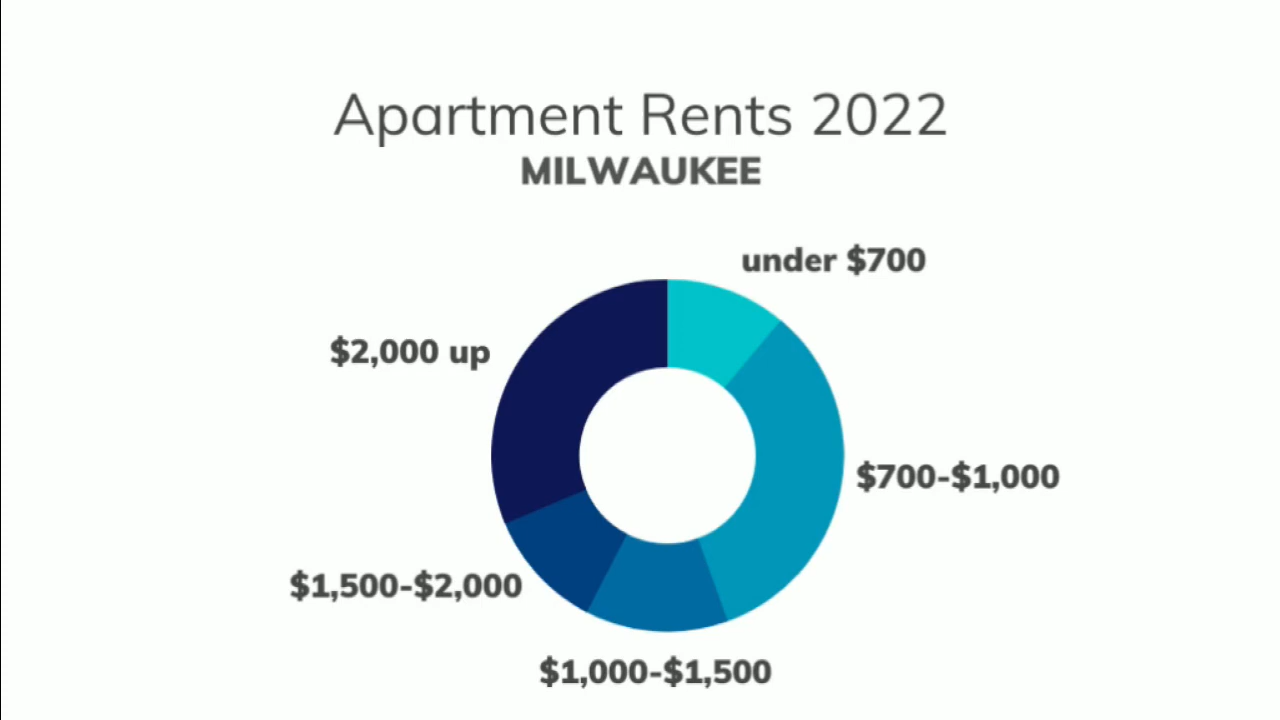 Apartment Rents 2022
MILWAUKEE
under $700
$2,000 up
$700-$1,000
$1,500-$2,000
$1,000-$1,500